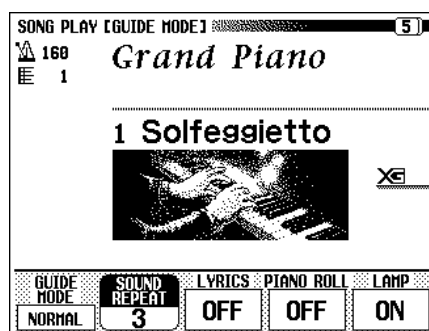 SONG PLAY [GUIDE MODE] 5
160
1
Grand Piano
1 Solfeggietto
XG
GUIDE MODE
NORMAL
SOUND REPEAT
3
LYRICS
OFF
PIANO ROLL
OFF
LAMP
ON